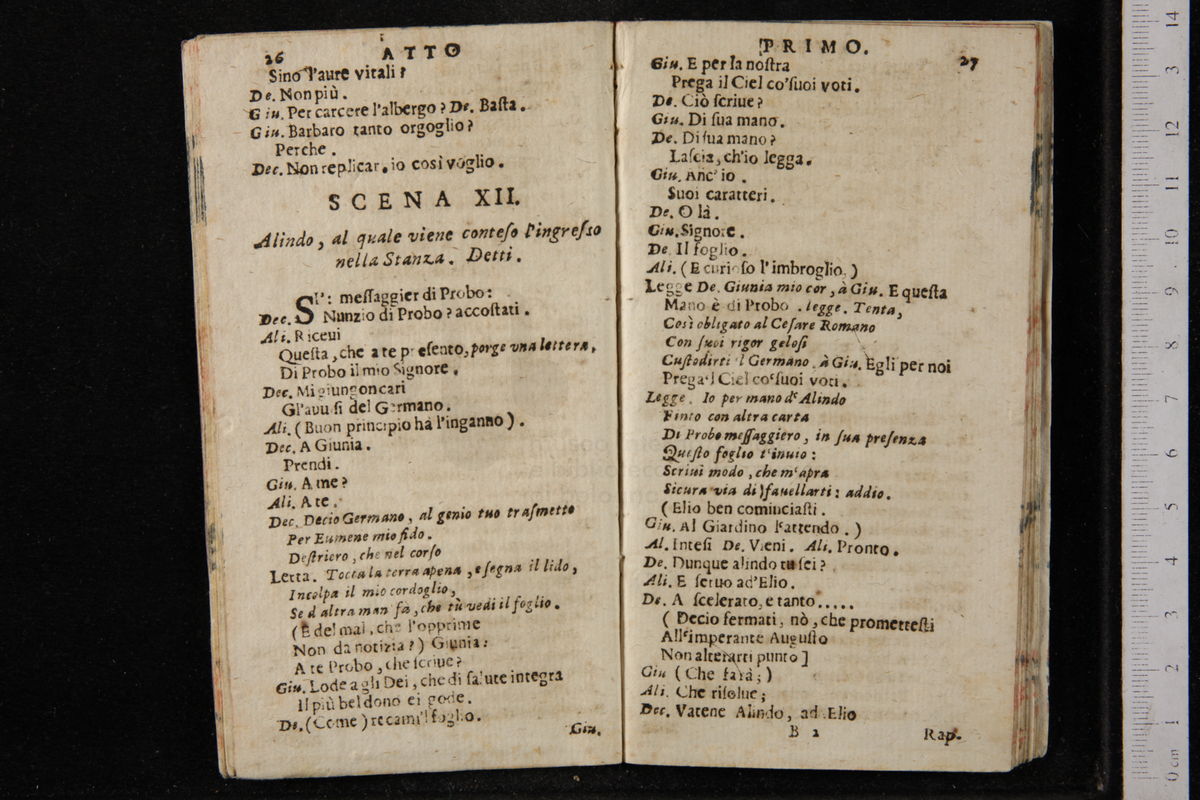 26 ATTO
Sino l'aure vitali?
De. Non più.
Giu. Per carcere l'albergo? De. Basta.
Giu. Barbaro tanto orgoglio?
Perche.
Dec. Non replicar. io così voglio.
SCENA XII.
Alindo, al quale viene conteſo l'ingreſſo
nella Stanza. Detti.
Dec. SI': meſſaggier di Probo:
Nunzio di Probo? accoſtati.
Ali. Riceui
Queſta, che a te preſento, porge vna lettera,
Di Probo il mio Signore.
Dec. Mi giungon cari
Gl'auuiſi del Germano.
Ali. (Buon principio hà l'inganno).
Dec. A Giunia.
Prendi.
Giu. A me?
Ali. A te.
Dec. Decio Germano, al genio tuo traſmetto
Per Eumene mio fido.
Deſtriero, che nel corſo
Letta. Tocca la terra apena, e ſegna il lido,
Incolpa il mio cordoglio,
Se d altra man fà, che tù vedi il foglio.
(E del mal, che l'opprime
Non da notizia?) Giunia:
A te Probo, che ſcriue?
Giu. Lode a gli Dei, che di ſalute integra
Il più bel dono ei gode.
De. (Come) recami'l foglio.
Giu.
PRIMO. 27
Giu. E per la noſtra
Prega il Ciel co'ſuoi voti.
De. Ciò ſcriue?
Giu. Di ſua mano.
De. Di ſua mano?
Laſcia, ch'io legga.
Giu. Anc' io.
Suoi caratteri.
De. O là.
Giu. Signore.
De. Il foglio.
Ali. (E curioſo l'imbroglio.)
Legge De. Giunia mio cor, à Giu. E queſta
Mano è di Probo. legge. Tenta,
Così obligato al Ceſare Romano
Con ſuoi rigor geloſi
Cuſtodirti 'l Germano. à Giu. Egli per noi
Prega'l Ciel co'ſuoi voti.
Legge. Io per mano d'Alindo
Finto con altra carta
Di Probo meſſaggiero, in ſua preſenza
Queſto foglio t'inuio:
Scriui modo, che m'apra
Sicura via di fauellarti: addio.
(Elio ben cominciaſti.
Giu. Al Giardino l'attendo.)
Al. Inteſi De. Vieni. Ali. Pronto.
De. Dunque alindo tu ſei?
Ali. E ſeruo ad'Elio.
De. A ſcelerato, e tanto.....
(Decio fermati, nò, che prometteſti
All'imperante Auguſto
Non alterarti punto]
Giu (Che farà;)
Ali. Che riſolue;
Dec. Vatene Alindo, ad Elio
B 2 Rap-